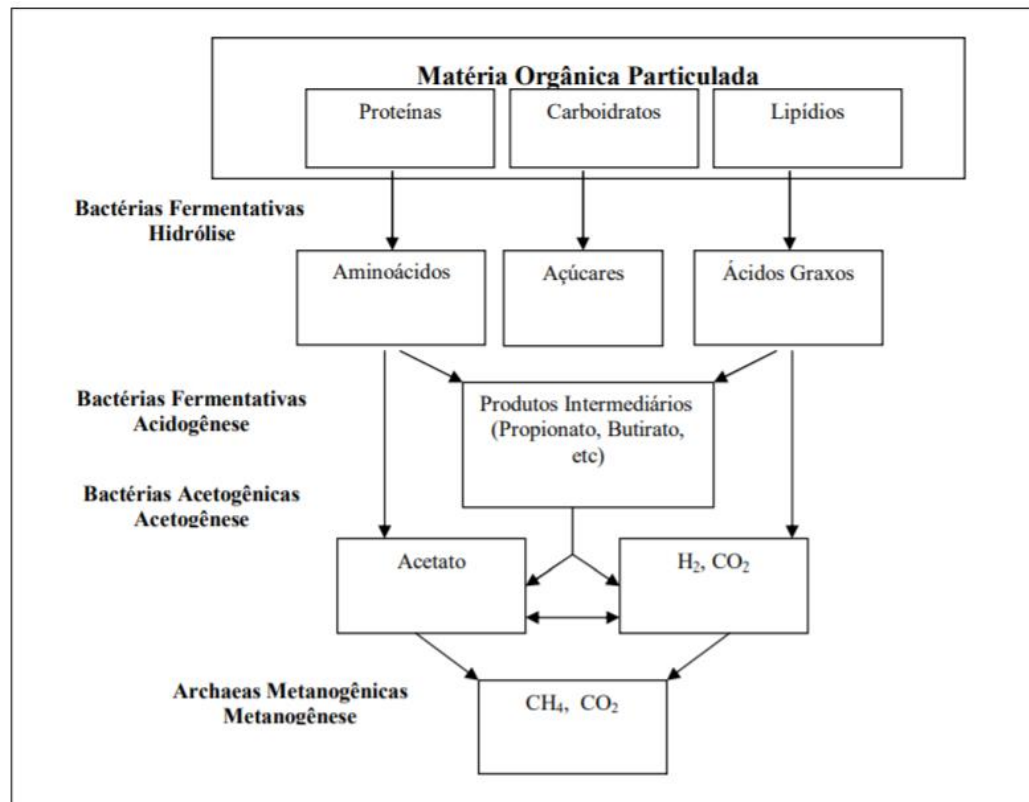 Matéria Orgânica Particulada
Proteínas
Carboidratos
Lipídios
Bactérias Fermentativas
Hidrólise
Aminoácidos
Açúcares
Ácidos Graxos
Bactérias Fermentativas
Acidogênese
Produtos Intermediários
(Propionato, Butirato,
etc)
Bactérias Acetogênicas
Acetogênese
Acetato
H₂, CO₂
Archaeas Metanogênicas
Metanogênese
CH₄, CO₂